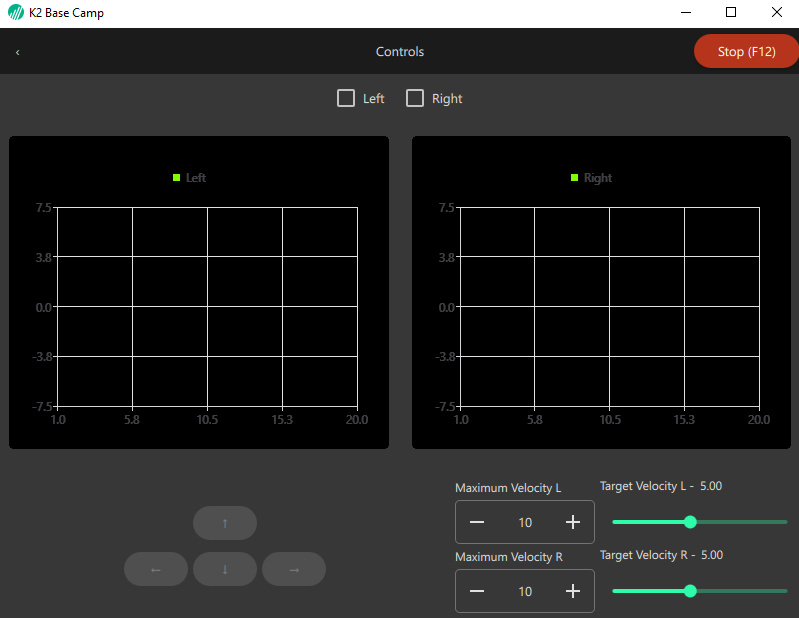 K2 Base Camp
‹ Controls Stop (F12)
Left Right
Left
7.5
3.8
0.0
-3.8
-7.5
1.0 5.8 10.5 15.3 20.0
Right
7.5
3.8
0.0
-3.8
-7.5
1.0 5.8 10.5 15.3 20.0
↑
← ↓ →
Maximum Velocity L Target Velocity L - 5.00
— 10 +
Maximum Velocity R Target Velocity R - 5.00
— 10 +